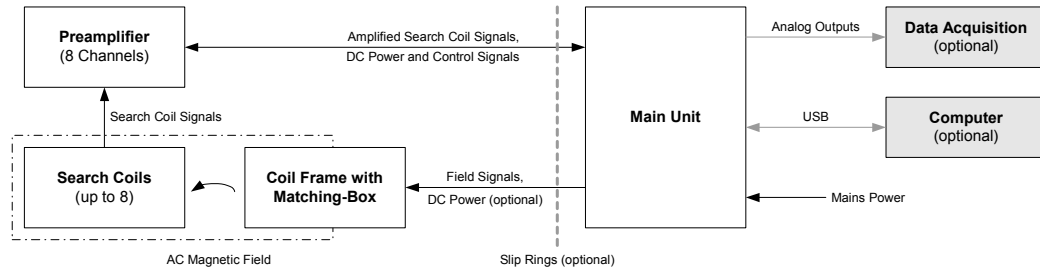 Preamplifier
(8 Channels)
Amplified Search Coil Signals,
DC Power and Control Signals
Analog Outputs
Data Acquisition
(optional)
Search Coil Signals
Main Unit
USB
Computer
(optional)
Search Coils
(up to 8)
Coil Frame with
Matching-Box
Field Signals,
DC Power (optional)
Mains Power
AC Magnetic Field
Slip Rings (optional)